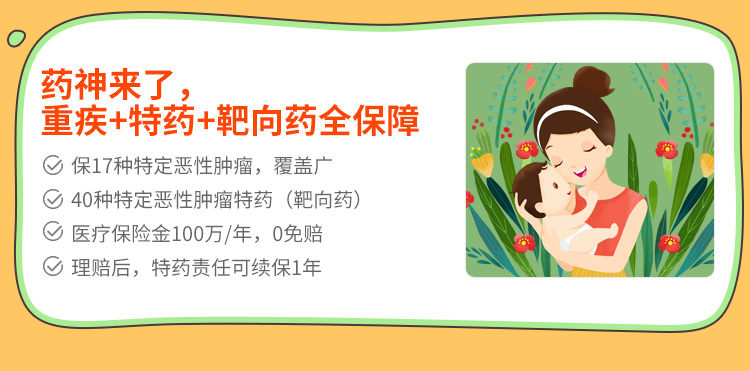 药神来了，
重疾+特药+靶向药全保障
保17种特定恶性肿瘤，覆盖广
40种特定恶性肿瘤特药（靶向药）
医疗保险金100万/年，0免赔
理赔后，特药责任可续保1年